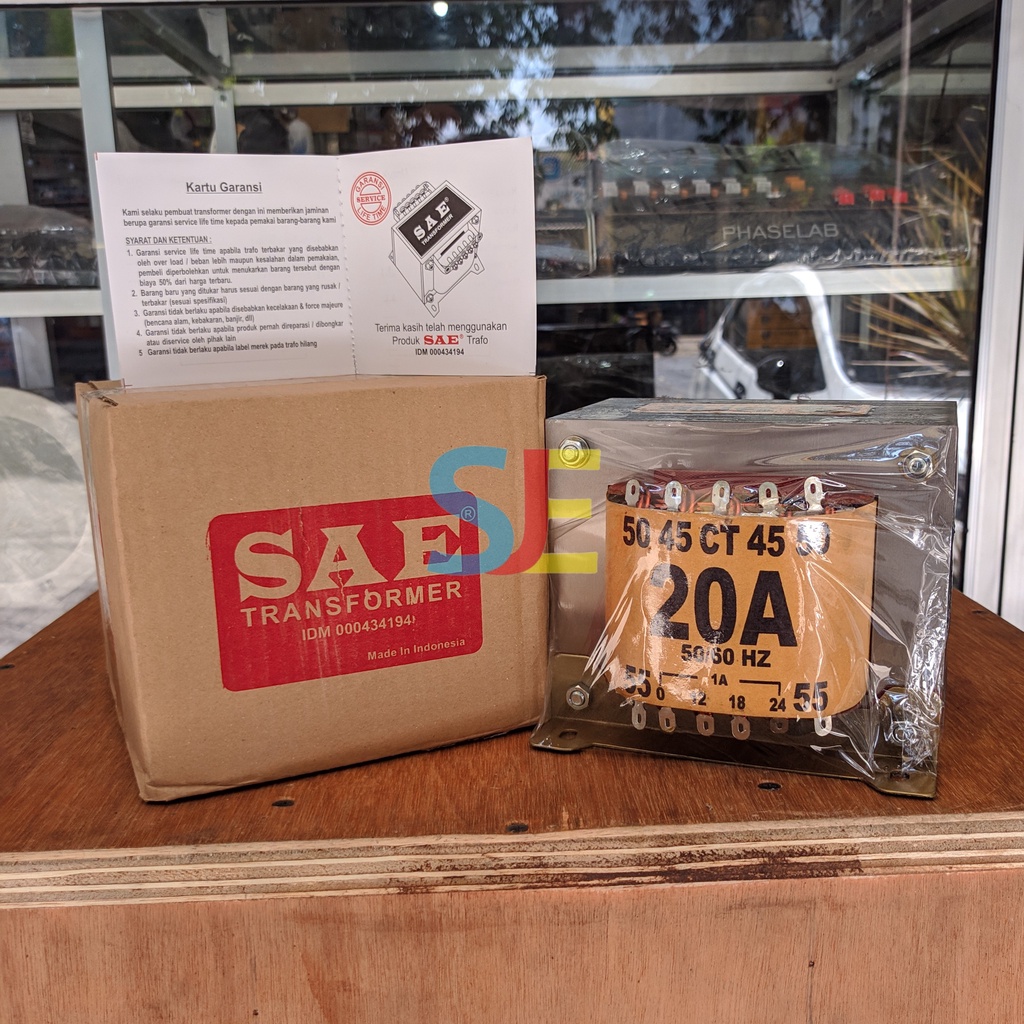 Kartu Garansi
Kami selaku pembuat transformer dengan ini memberikan jaminan
berupa garansi service life time kepada pemakai barang-barang kami
SYARAT DAN KETENTUAN :
1. Garansi service life time apabila trafo terbakar yang disebabkan
oleh over load / beban lebih maupun kesalahan dalam pemakaian,
pembeli diperbolehkan untuk menukarkan barang tersebut dengan
biaya 50% dari harga terbaru.
2. Barang baru yang ditukar harus sesuai dengan barang yang rusak /
terbakar (sesuai spesifikasi)
3. Garansi tidak berlaku apabila disebabkan kecelakaan & force majeure
(bencana alam, kebakaran, banjir, dll)
4. Garansi tidak berlaku apabila produk pernah direparasi / dibongkar
atau diservice oleh pihak lain
5 Garansi tidak berlaku apabila label merek pada trafo hilang
GARANSI
SERVICE
LIFE TIME
SAE®
TRANSFORMER
Terima kasih telah menggunakan
Produk SAE® Trafo
IDM 000434194
PHASELAB
SAE®
TRANSFORMER
IDM 000434194
Made In Indonesia
SJE
50 45 CT 45 50
20A
50/60 HZ
1A
55 0 12 18 24 55